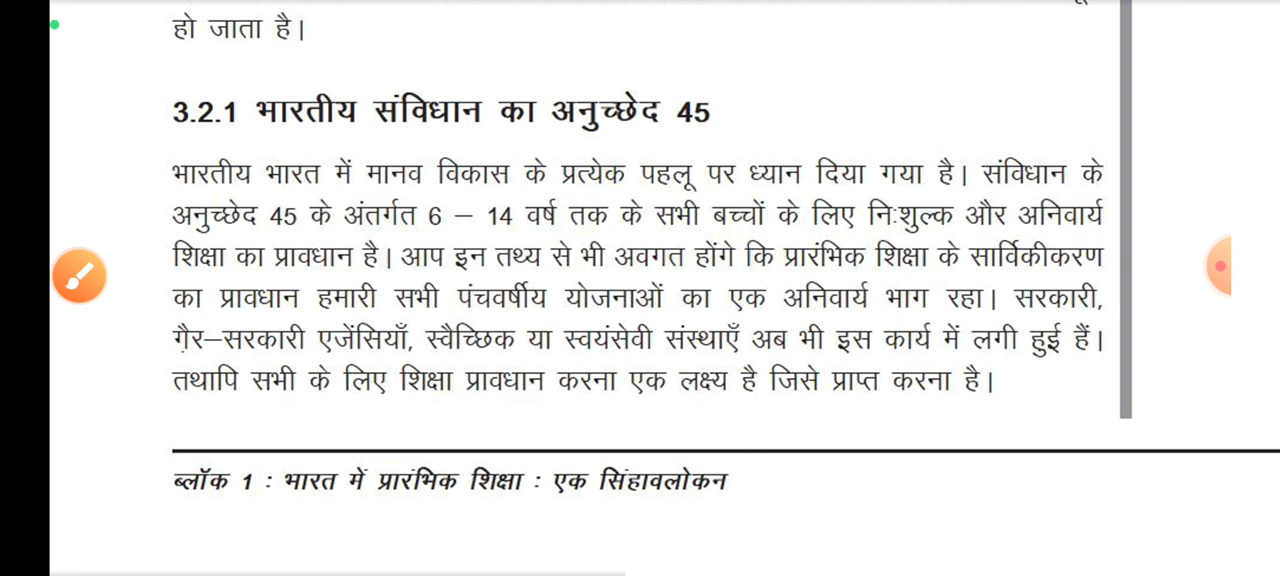 हो जाता है।
3.2.1 भारतीय संविधान का अनुच्छेद 45
भारतीय भारत में मानव विकास के प्रत्येक पहलू पर ध्यान दिया गया है। संविधान के
अनुच्छेद 45 के अंतर्गत 6 – 14 वर्ष तक के सभी बच्चों के लिए निःशुल्क और अनिवार्य
शिक्षा का प्रावधान है। आप इन तथ्य से भी अवगत होंगे कि प्रारंभिक शिक्षा के सार्विकीकरण
का प्रावधान हमारी सभी पंचवर्षीय योजनाओं का एक अनिवार्य भाग रहा। सरकारी,
ग़ैर–सरकारी एजेंसियाँ, स्वैच्छिक या स्वयंसेवी संस्थाएँ अब भी इस कार्य में लगी हुई हैं।
तथापि सभी के लिए शिक्षा प्रावधान करना एक लक्ष्य है जिसे प्राप्त करना है।
ब्लॉक 1 : भारत में प्रारंभिक शिक्षा : एक सिंहावलोकन